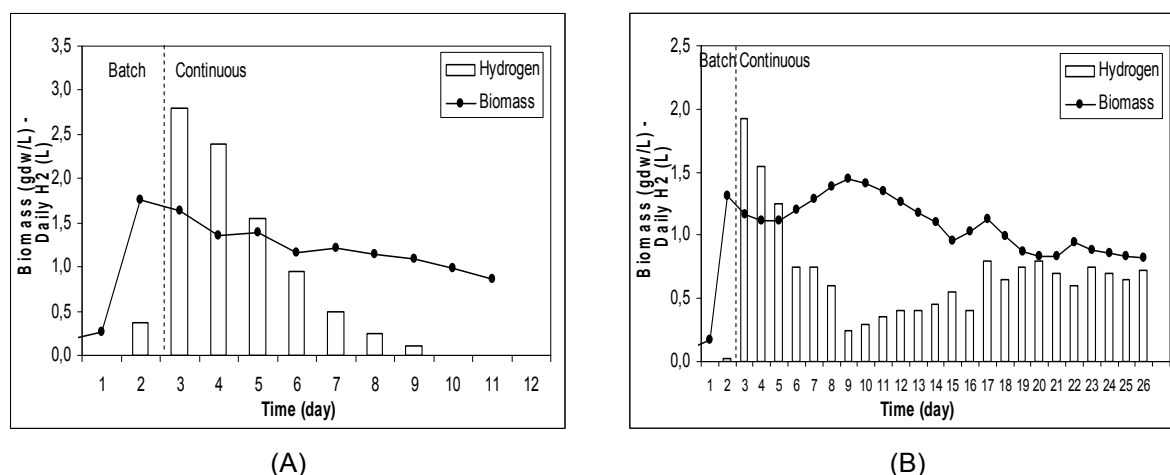 3,5
3,0
2,5
2,0
1,5
1,0
0,5
0,0
Biomass (gdw/L) -
Daily H2 (L)
Batch
Continuous
Hydrogen
Biomass
1 2 3 4 5 6 7 8 9 10 11 12
Time (day)
(A)
2,5
2,0
1,5
1,0
0,5
0,0
Biomass (gdw/L) -
Daily H2 (L)
Batch Continuous
Hydrogen
Biomass
1 2 3 4 5 6 7 8 9 10 11 12 13 14 15 16 17 18 19 20 21 22 23 24 25 26
Time (day)
(B)